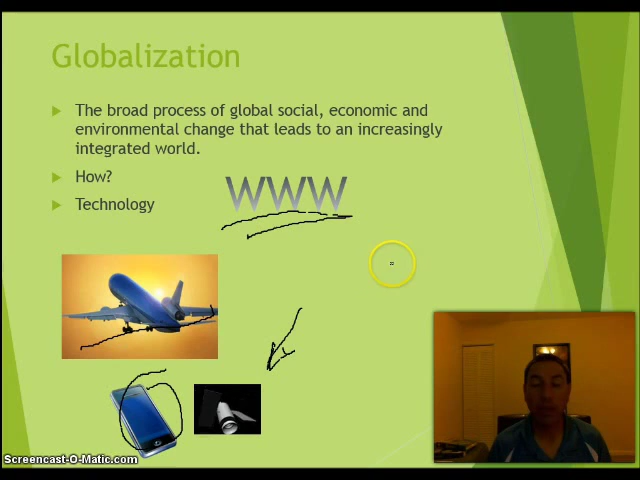 Globalization
The broad process of global social, economic and
environmental change that leads to an increasingly
integrated world.
How?
Technology
WWW
Screencast-O-Matic.com